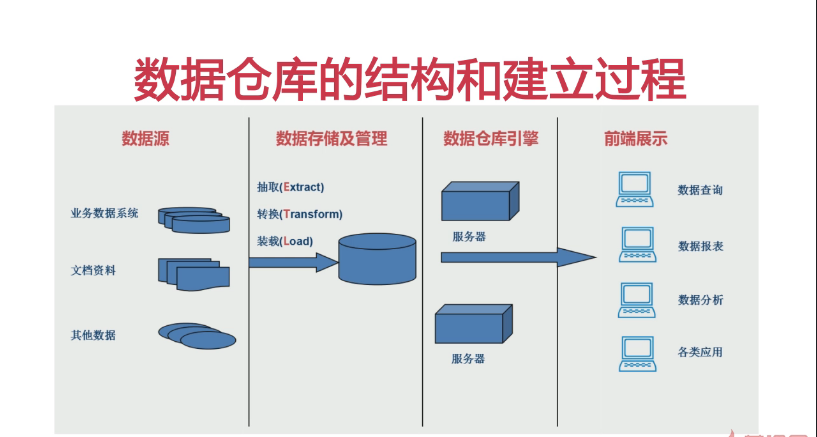 数据仓库的结构和建立过程
数据源
数据存储及管理
数据仓库引擎
前端展示
业务数据系统
文档资料
其他数据
抽取(Extract)
转换(Transform)
装载(Load)
服务器
服务器
数据查询
数据报表
数据分析
各类应用